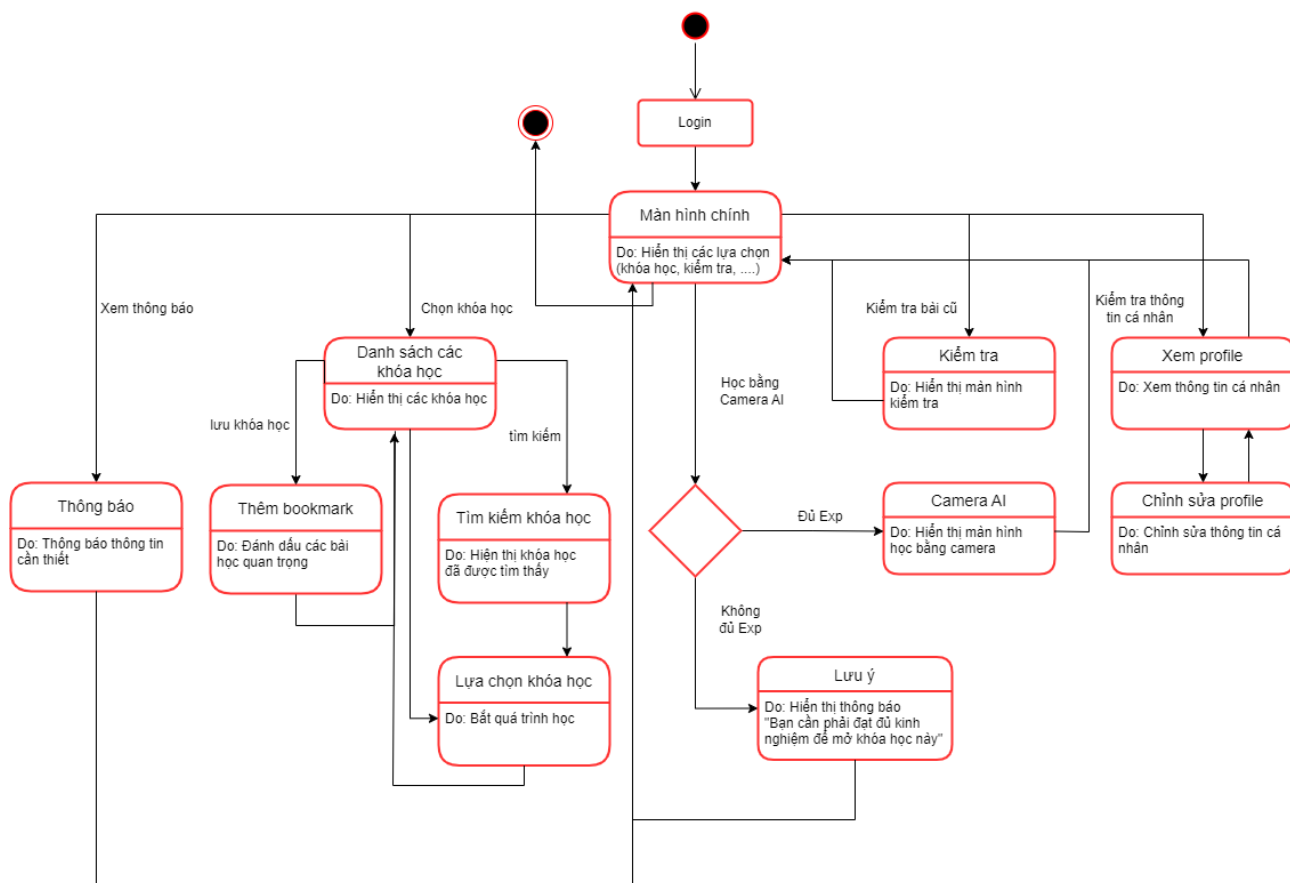 Login
Màn hình chính
Do: Hiển thị các lựa chọn
(khóa học, kiểm tra, ....)
Xem thông báo
Chọn khóa học
Kiểm tra bài cũ
Kiểm tra thông
tin cá nhân
Danh sách các
khóa học
Do: Hiển thị các khóa học
Kiểm tra
Do: Hiển thị màn hình
kiểm tra
Xem profile
Do: Xem thông tin cá nhân
Học bằng
Camera AI
lưu khóa học
tìm kiếm
Thông báo
Do: Thông báo thông tin
cần thiết
Thêm bookmark
Do: Đánh dấu các bài
học quan trọng
Tìm kiếm khóa học
Do: Hiện thị khóa học
đã được tìm thấy
Đủ Exp
Camera AI
Do: Hiển thị màn hình
học bằng camera
Chỉnh sửa profile
Do: Chỉnh sửa thông tin cá
nhân
Không
đủ Exp
Lựa chọn khóa học
Do: Bắt quá trình học
Lưu ý
Do: Hiển thị thông báo
"Bạn cần phải đạt đủ kinh
nghiệm để mở khóa học này"